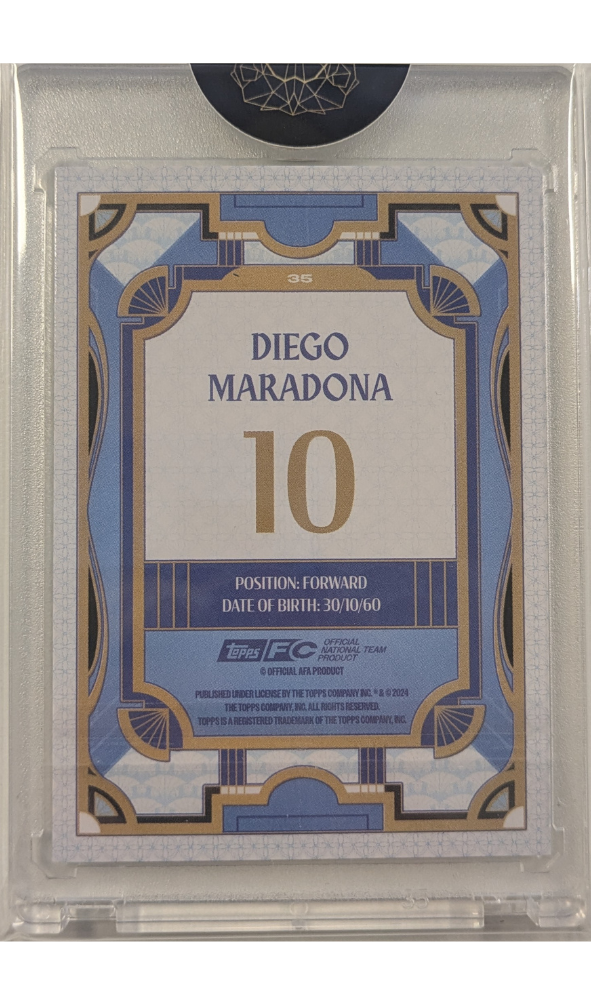 35
DIEGO
MARADONA
10
POSITION: FORWARD
DATE OF BIRTH: 30/10/60
topps FC OFFICIAL
NATIONAL TEAM
PRODUCT
© OFFICIAL AFA PRODUCT
PUBLISHED UNDER LICENSE BY THE TOPPS COMPANY INC. ® & © 2024
THE TOPPS COMPANY, INC. ALL RIGHTS RESERVED.
TOPPS IS A REGISTERED TRADEMARK OF THE TOPPS COMPANY, INC.